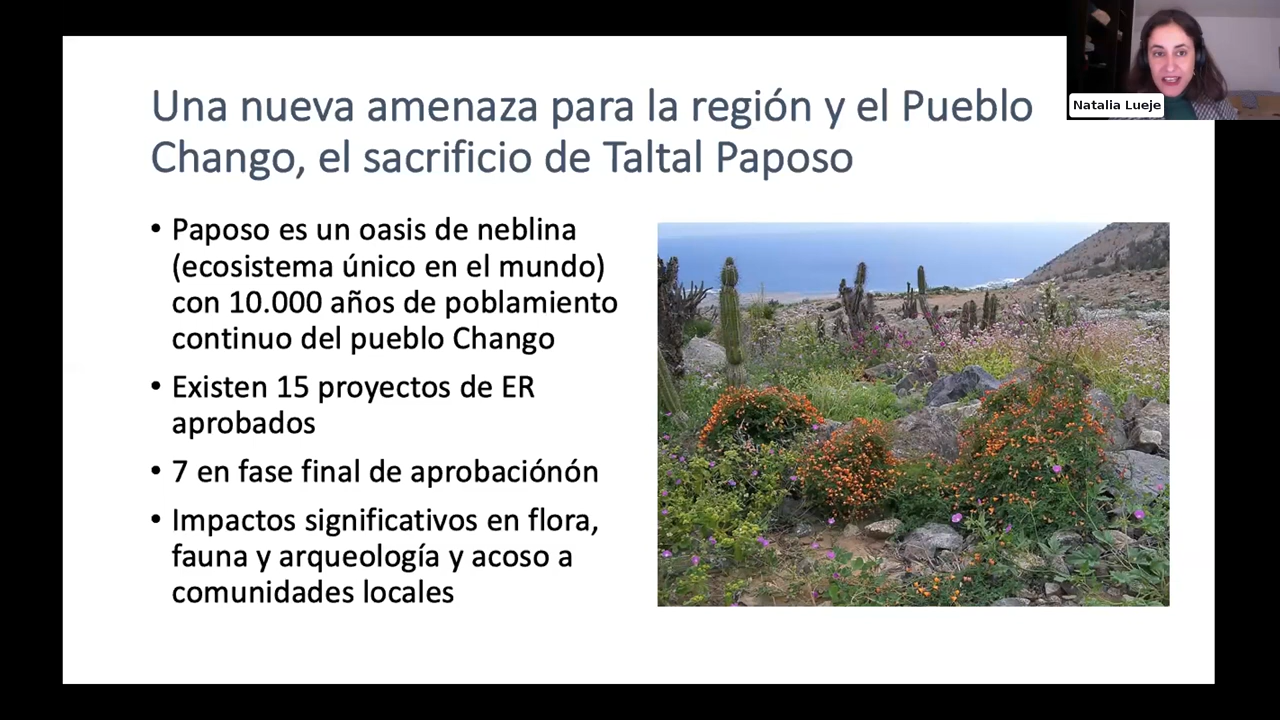 Una nueva amenaza para la región y el Pueblo
Chango, el sacrificio de Taltal Paposo
• Paposo es un oasis de neblina
(ecosistema único en el mundo)
con 10.000 años de poblamiento
continuo del pueblo Chango
• Existen 15 proyectos de ER
aprobados
• 7 en fase final de aprobaciónón
• Impactos significativos en flora,
fauna y arqueología y acoso a
comunidades locales
Natalia Lueje